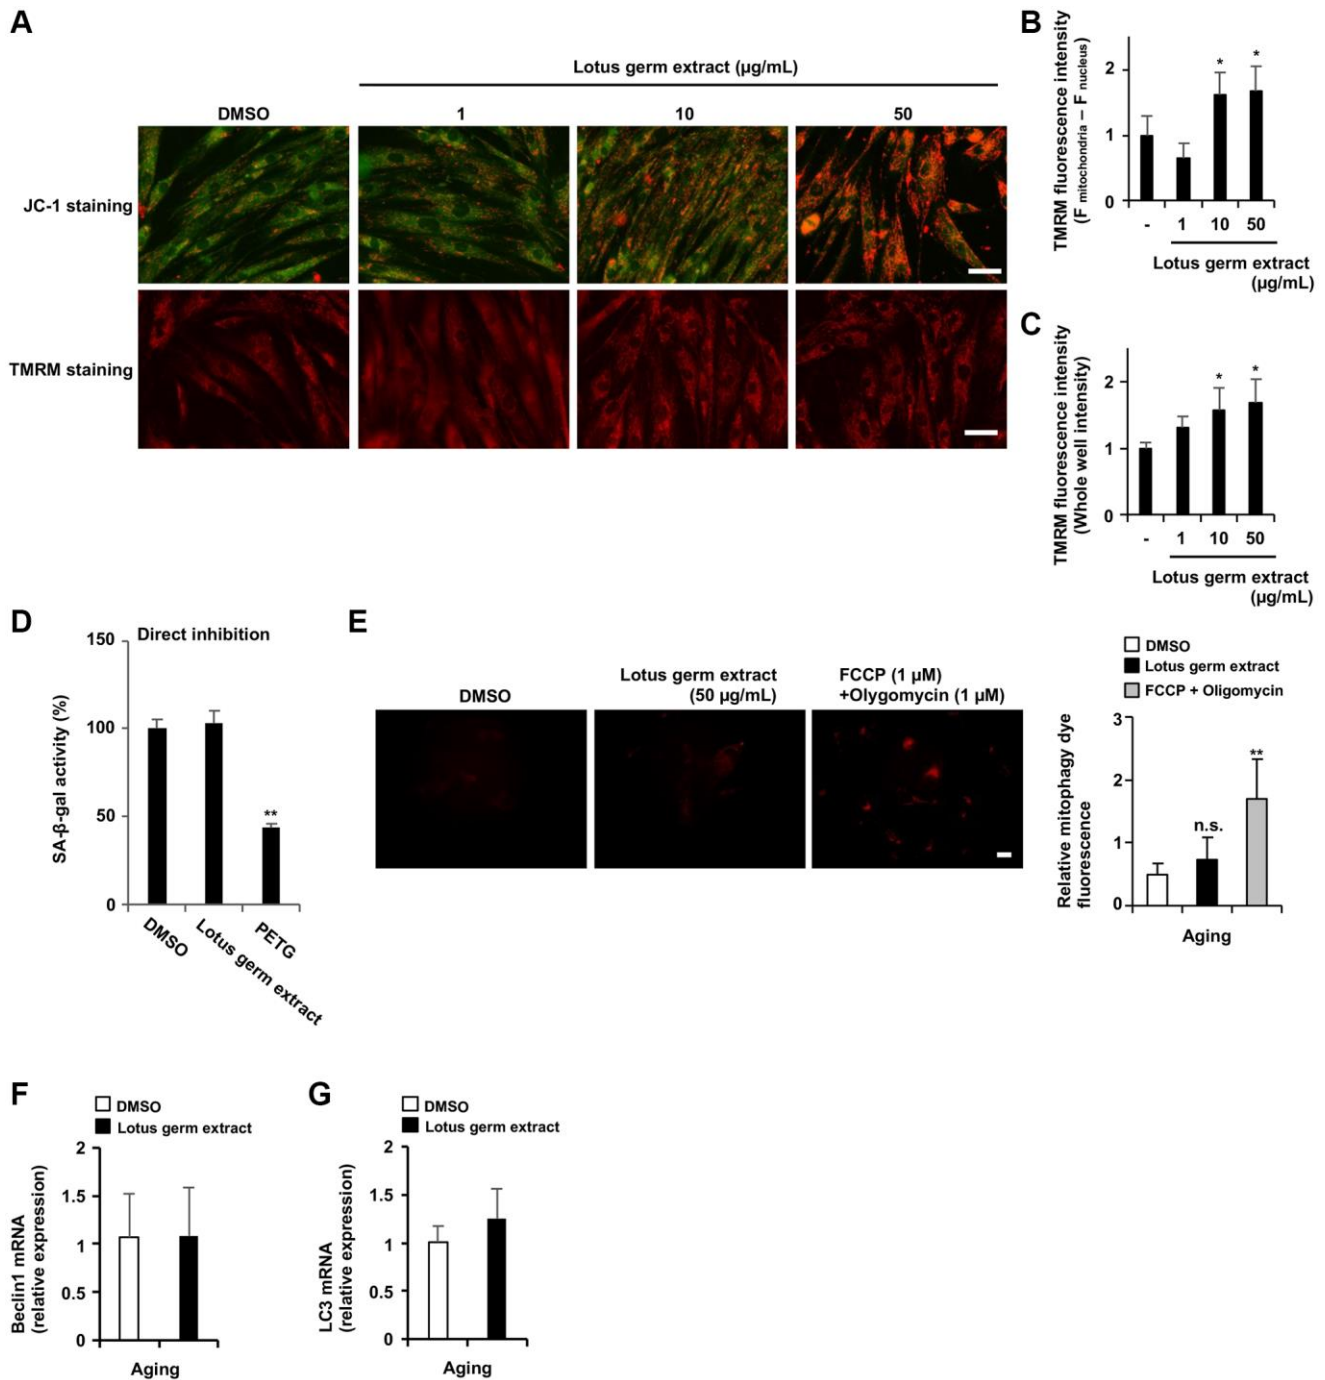 A
Lotus germ extract (µg/mL)
DMSO
1
10
50
JC-1 staining
TMRM staining
B
TMRM fluorescence intensity
(F mitochondria – F nucleus)
2
1
0
*
*
-
1
10
50
Lotus germ extract
(µg/mL)
C
TMRM fluorescence intensity
(Whole well intensity)
2
1
0
*
*
-
1
10
50
Lotus germ extract
(µg/mL)
D
Direct inhibition
SA-β-gal activity (%)
150
100
50
0
**
DMSO
Lotus germ extract
PETG
E
DMSO
Lotus germ extract
(50 µg/mL)
FCCP (1 µM)
+Olygomycin (1 µM)
DMSO
Lotus germ extract
FCCP + Oligomycin
Relative mitophagy dye
fluorescence
3
2
1
0
n.s.
**
Aging
F
DMSO
Lotus germ extract
Beclin1 mRNA
(relative expression)
2
1.5
1
0.5
0
Aging
G
DMSO
Lotus germ extract
LC3 mRNA
(relative expression)
2
1.5
1
0.5
0
Aging